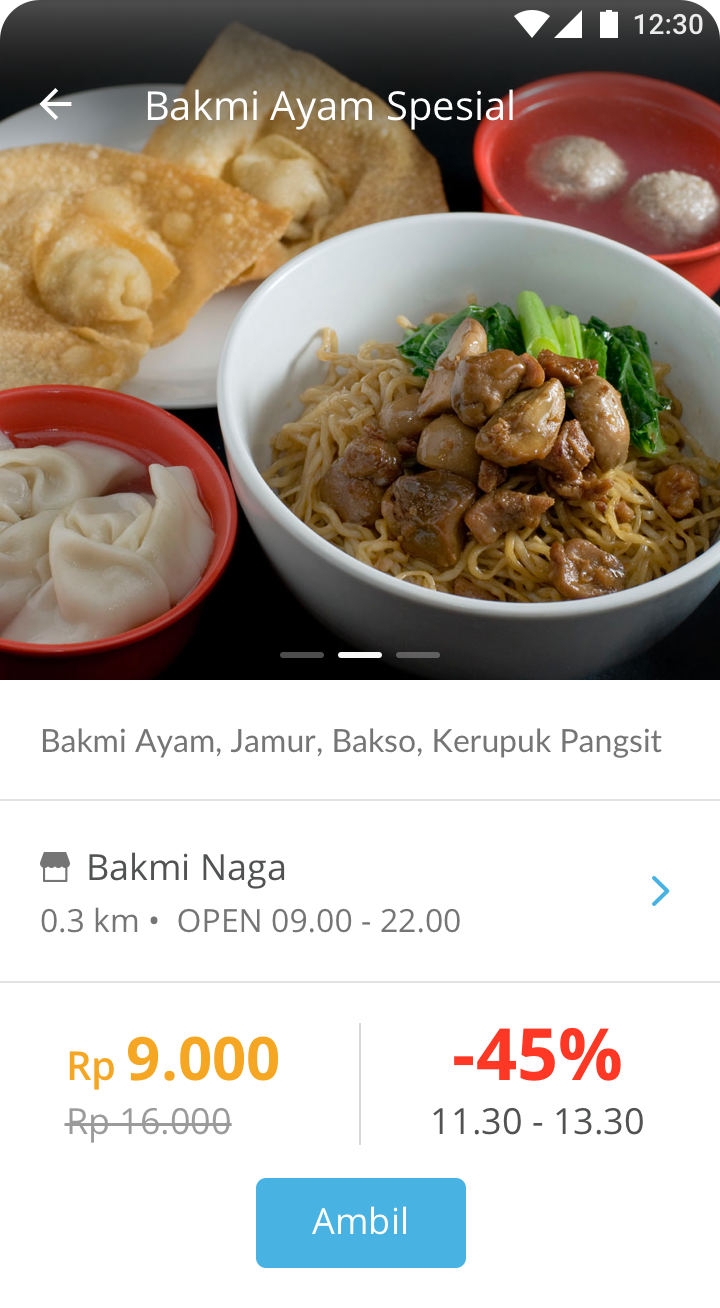 12:30
Bakmi Ayam Spesial
Bakmi Ayam, Jamur, Bakso, Kerupuk Pangsit
Bakmi Naga
0.3 km • OPEN 09.00 - 22.00
Rp 9.000
Rp 16.000
-45%
11.30 - 13.30
Ambil